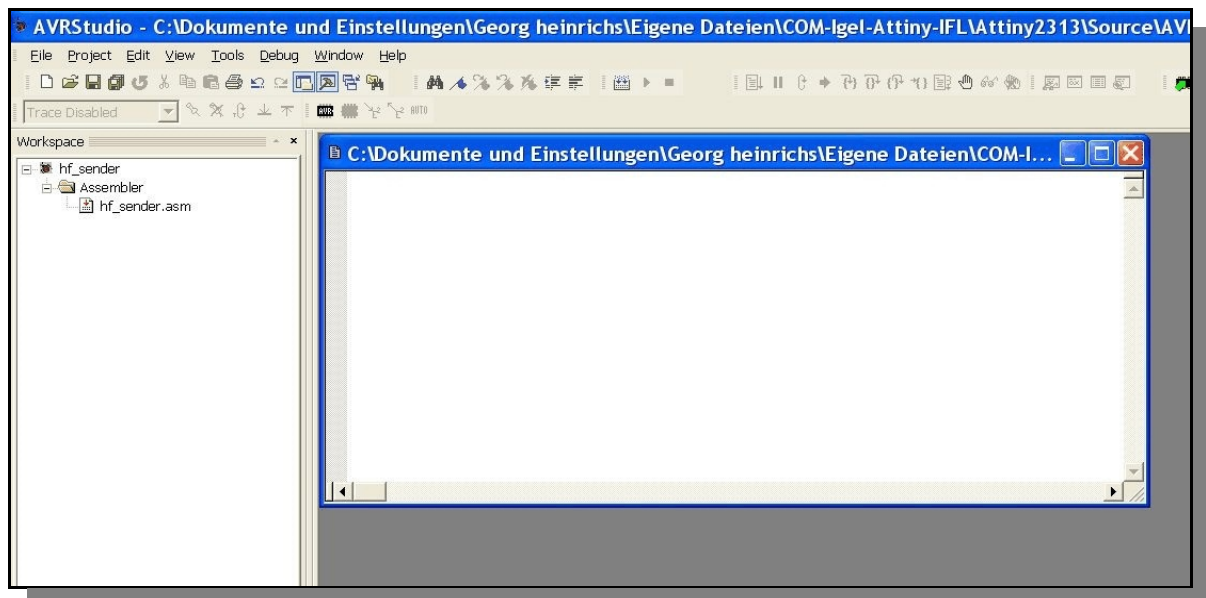 AVRStudio - C:\Dokumente und Einstellungen\Georg heinrichs\Eigene Dateien\COM-Igel-Attiny-IFL\Attiny2313\Source\AV
File Project Edit View Tools Debug Window Help
Trace Disabled AVR AUTO
Workspace
hf_sender
Assembler
hf_sender.asm
C:\Dokumente und Einstellungen\Georg heinrichs\Eigene Dateien\COM-I...